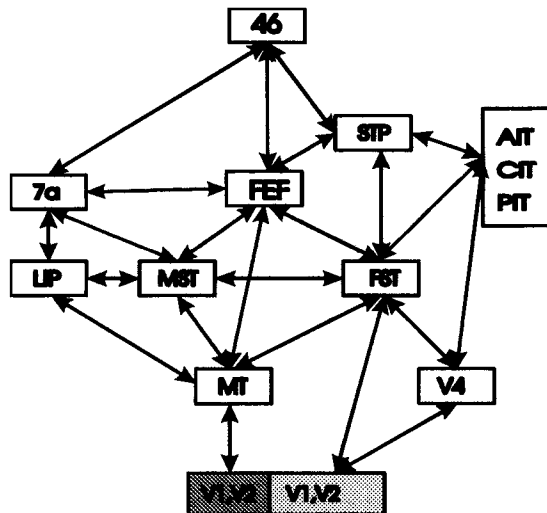 46
STP
AIT
CIT
PIT
7a
FEF
LIP
MST
FST
MT
V4
V1,V2
V1,V2